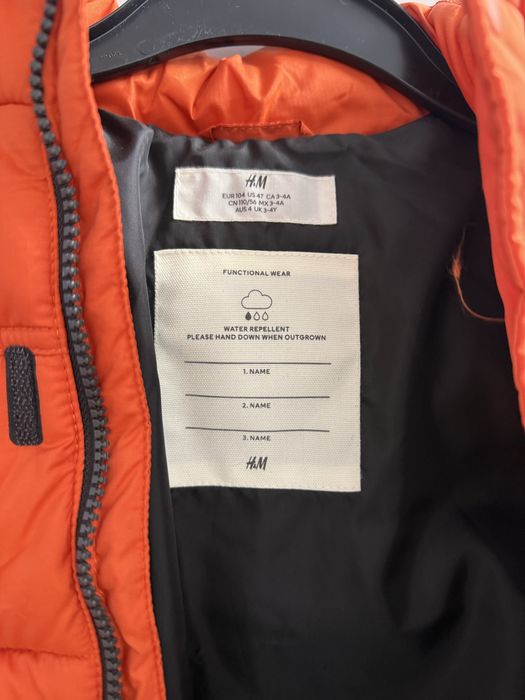 H&M
EUR 104 US 4T CA 3-4A
CN 110/56 MX 3-4A
AUS 4 UK 3-4Y
FUNCTIONAL WEAR
WATER REPELLENT
PLEASE HAND DOWN WHEN OUTGROWN
1. NAME
2. NAME
3. NAME
H&M